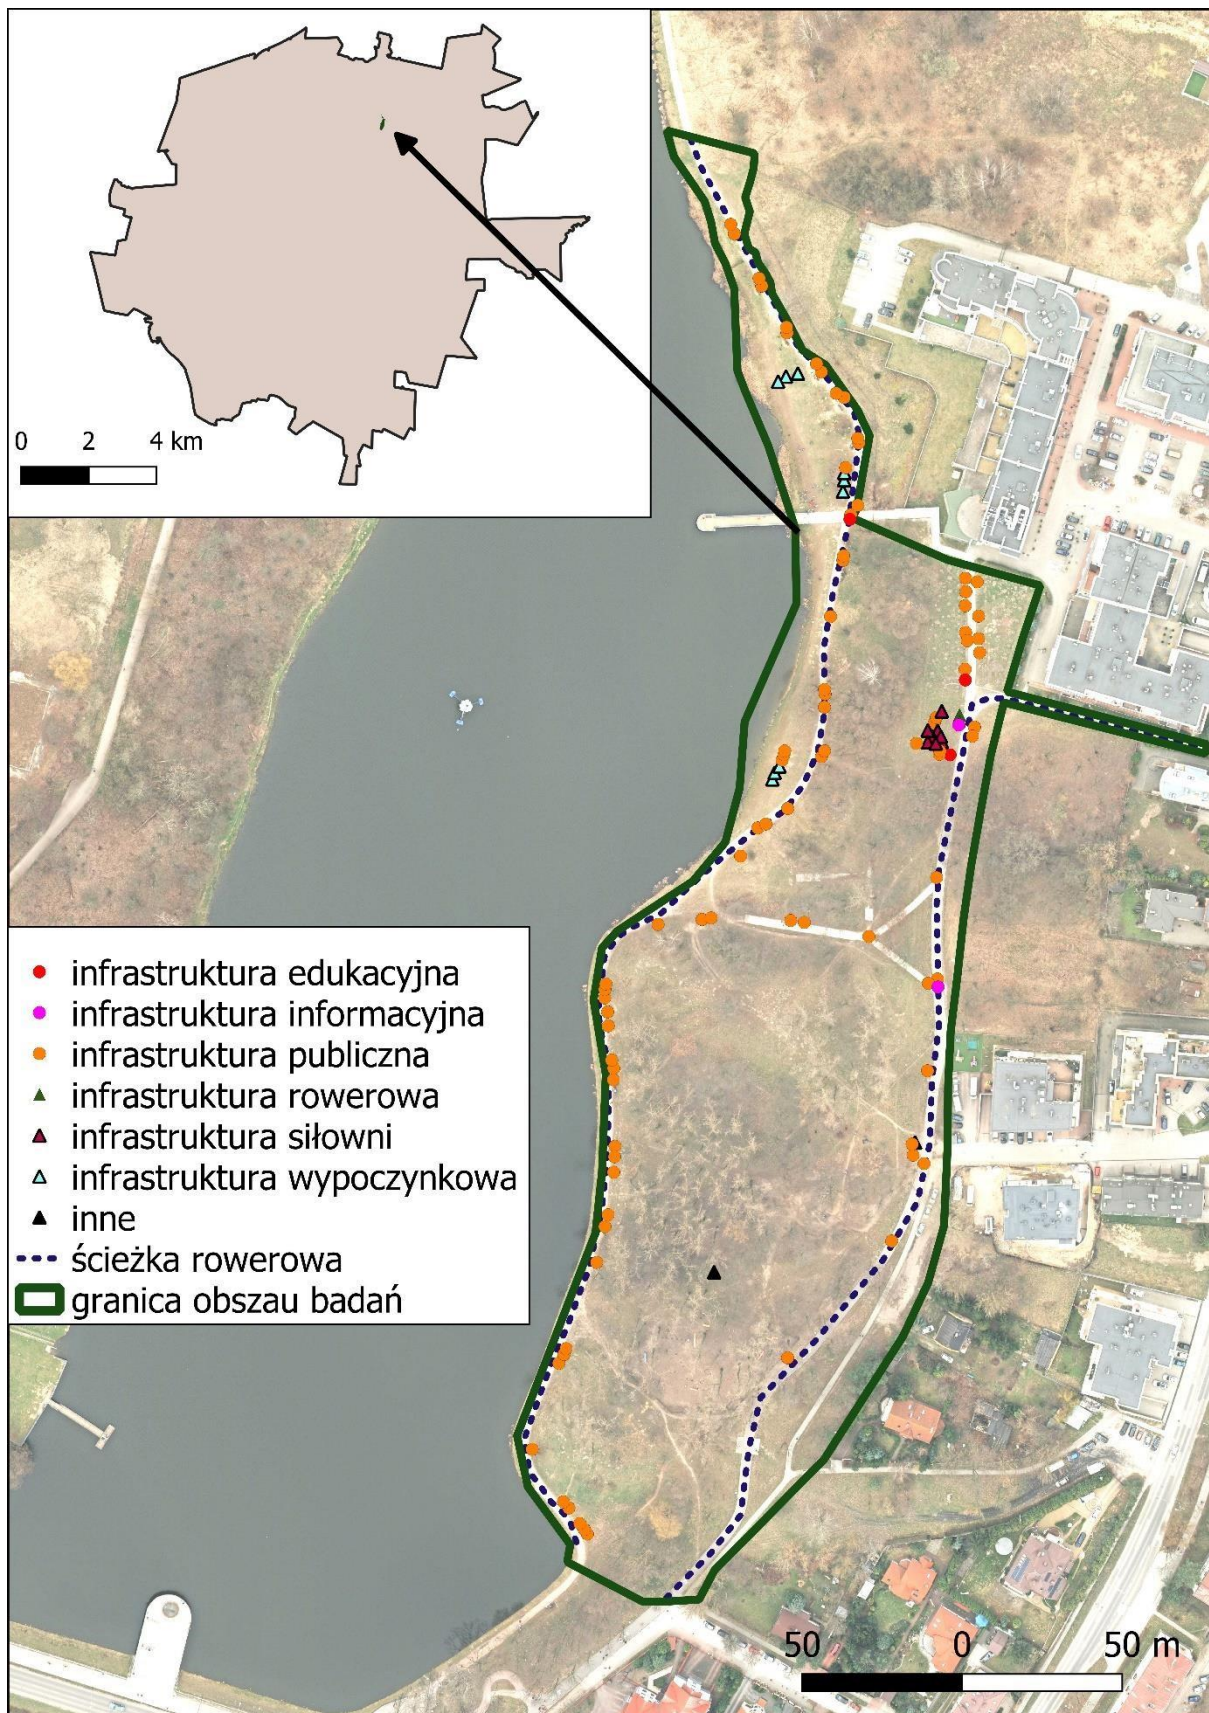 0 2 4 km
infrastruktura edukacyjna
infrastruktura informacyjna
infrastruktura publiczna
infrastruktura rowerowa
infrastruktura siłowni
infrastruktura wypoczynkowa
inne
ścieżka rowerowa
granica obszau badań
50 0 50 m